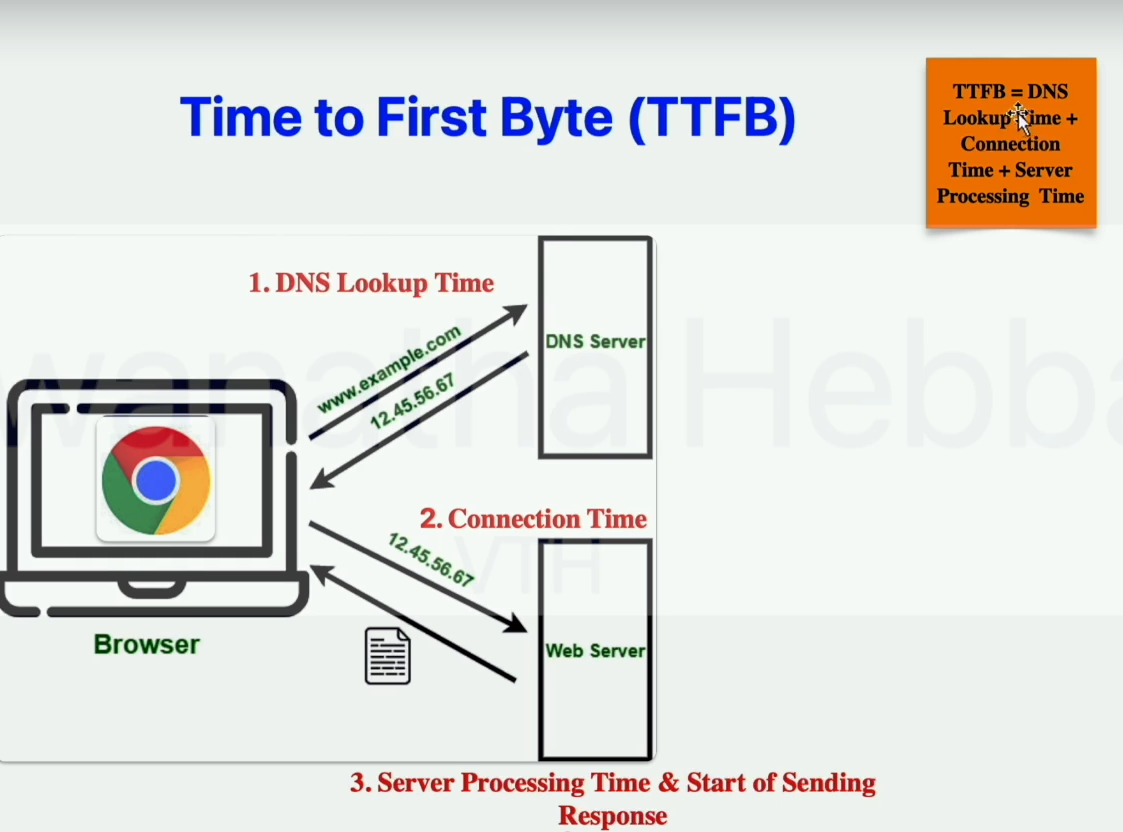 Time to First Byte (TTFB)
TTFB = DNS
Lookup Time +
Connection
Time + Server
Processing Time
1. DNS Lookup Time
www.example.com
12.45.56.67
DNS Server
2. Connection Time
12.45.56.67
Web Server
Browser
3. Server Processing Time & Start of Sending
Response
VTH